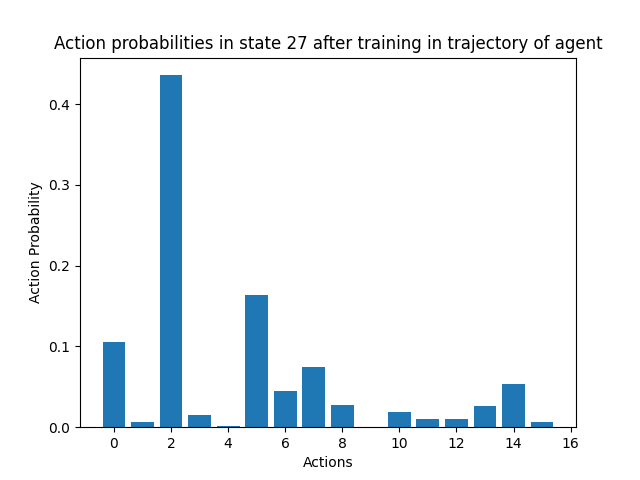 Action probabilities in state 27 after training in trajectory of agent
Action Probability
0.4
0.3
0.2
0.1
0.0
0 2 4 6 8 10 12 14 16
Actions